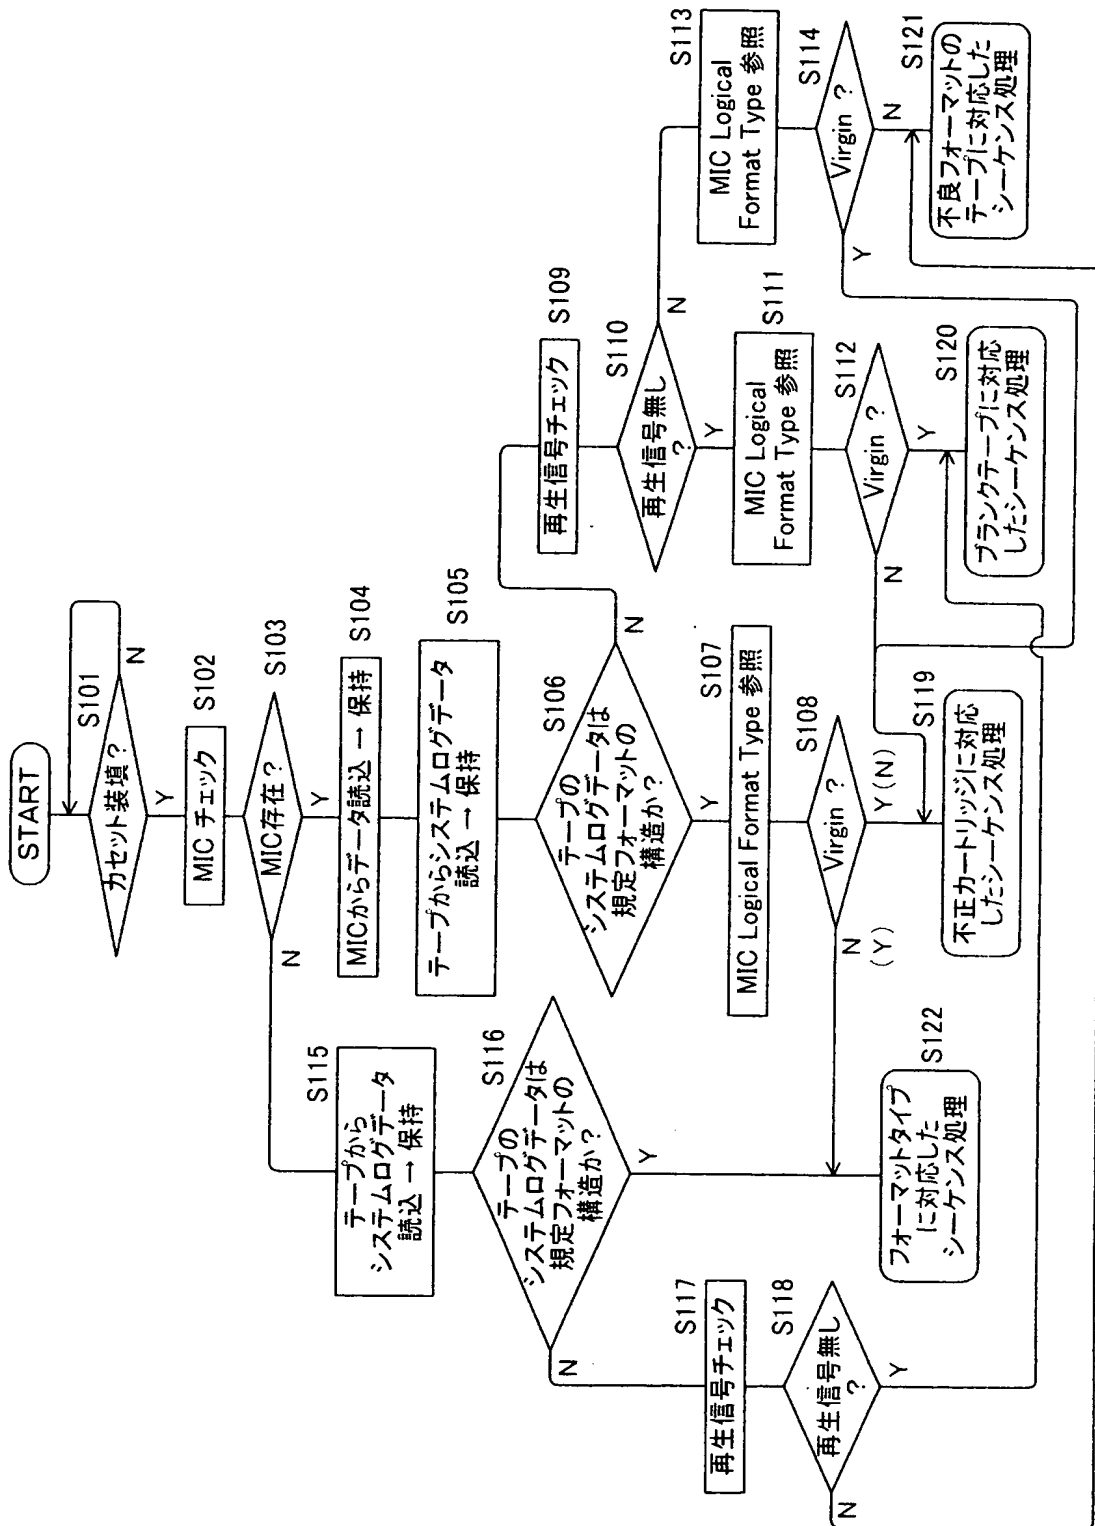 START
S101
カセット装填?
N
Y
S102
MIC チェック
S103
MIC存在?
N
Y
S104
MICからデータ読込 → 保持
S105
テープからシステムログデータ
読込 → 保持
S106
テープの
システムログデータは
規定フォーマットの
構造か?
N
Y
S107
MIC Logical Format Type 参照
S108
Virgin ?
Y(N)
N
(Y)
S109
再生信号チェック
S110
再生信号無し
?
N
Y
S111
MIC Logical
Format Type 参照
S112
Virgin ?
N
Y
S113
MIC Logical
Format Type 参照
S114
Virgin ?
Y
N
S115
テープから
システムログデータ
読込 → 保持
S116
テープの
システムログデータは
規定フォーマットの
構造か?
N
Y
S117
再生信号チェック
S118
再生信号無し
?
N
Y
S119
不正カートリッジに対応
したシーケンス処理
S120
ブランクテープに対応
したシーケンス処理
S121
不良フォーマットの
テープに対応した
シーケンス処理
S122
フォーマットタイプ
に対応した
シーケンス処理